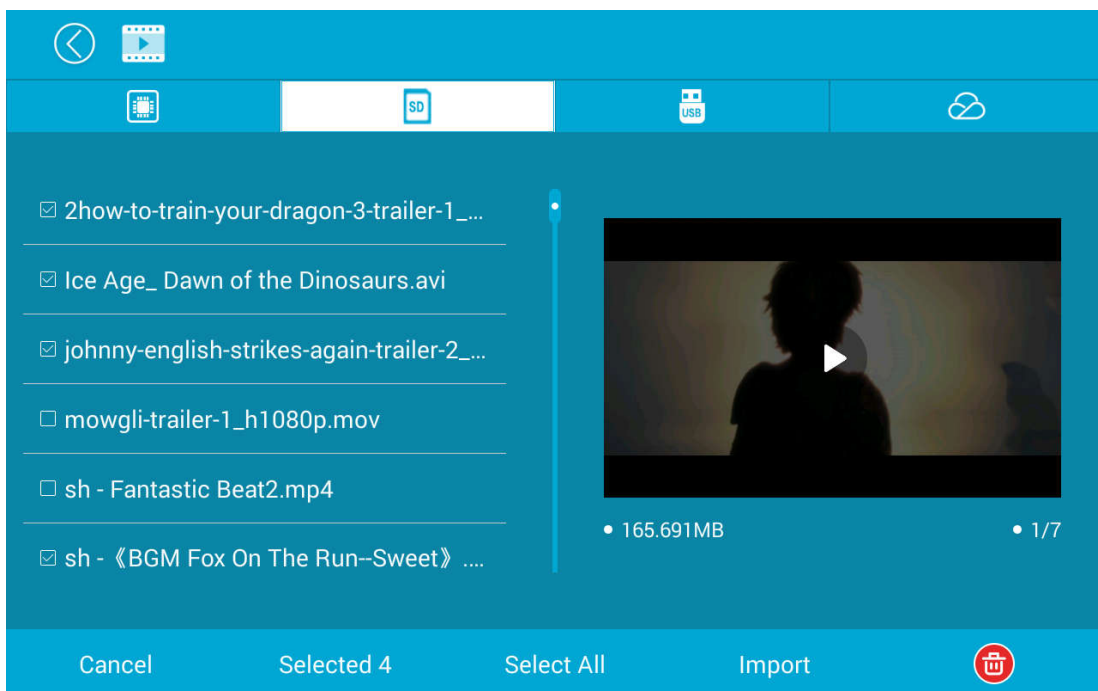 SD
USB
2how-to-train-your-dragon-3-trailer-1_...
Ice Age_ Dawn of the Dinosaurs.avi
johnny-english-strikes-again-trailer-2_...
mowgli-trailer-1_h1080p.mov
sh - Fantastic Beat2.mp4
sh -《BGM Fox On The Run--Sweet》....
• 165.691MB
• 1/7
Cancel
Selected 4
Select All
Import